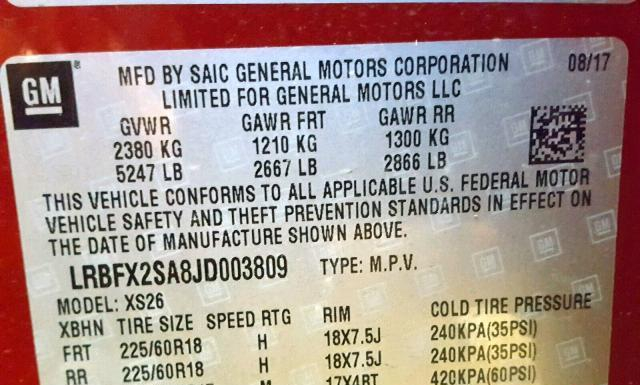 GM ®
MFD BY SAIC GENERAL MOTORS CORPORATION 08/17
LIMITED FOR GENERAL MOTORS LLC
GVWR GAWR FRT GAWR RR
2380 KG 1210 KG 1300 KG
5247 LB 2667 LB 2866 LB
THIS VEHICLE CONFORMS TO ALL APPLICABLE U.S. FEDERAL MOTOR
VEHICLE SAFETY AND THEFT PREVENTION STANDARDS IN EFFECT ON
THE DATE OF MANUFACTURE SHOWN ABOVE.
LRBFX2SA8JD003809 TYPE: M.P.V.
MODEL: XS26
XBHN TIRE SIZE SPEED RTG RIM COLD TIRE PRESSURE
FRT 225/60R18 H 18X7.5J 240KPA(35PSI)
RR 225/60R18 H 18X7.5J 240KPA(35PSI)
M 17X4BT 420KPA(60PSI)